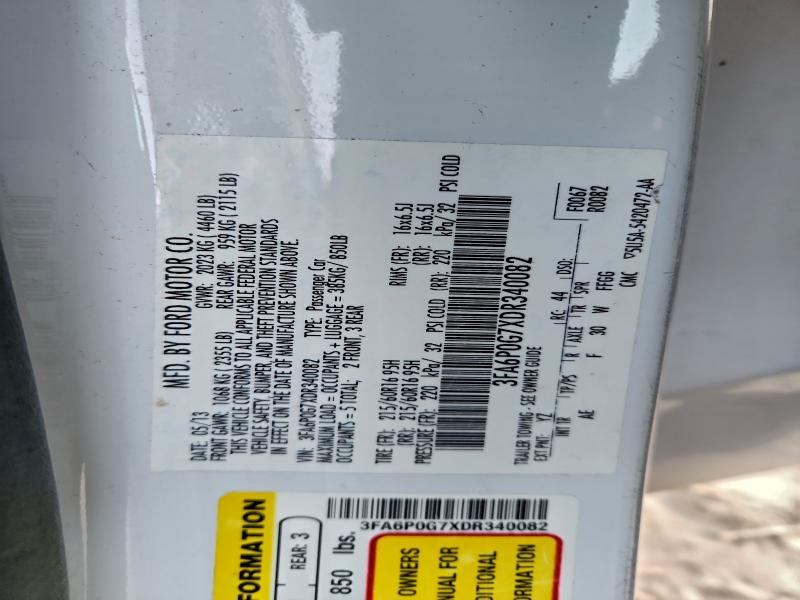 MFD. BY FORD MOTOR CO.
DATE: 06/13 GVWR: 2023 KG ( 4460 LB)
FRONT GAWR: 1068 KG ( 2355 LB) REAR GAWR: 959 KG ( 2115 LB)
THIS VEHICLE CONFORMS TO ALL APPLICABLE FEDERAL MOTOR
VEHICLE SAFETY, BUMPER, AND THEFT PREVENTION STANDARDS
IN EFFECT ON THE DATE OF MANUFACTURE SHOWN ABOVE.
VIN: 3FA6P0G7XDR340082 TYPE: Passenger Car
MAXIMUM LOAD = OCCUPANTS + LUGGAGE = 385KG/ 850LB
OCCUPANTS = 5 TOTAL: 2 FRONT, 3 REAR
TIRE (FR): 215/60R16 95H RIMS (FR): 16x6.5J
(RR): 215/60R16 95H (RR): 16x6.5J
PRESSURE (FR): 220 kPa/ 32 PSI COLD (RR): 220 kPa/ 32 PSI COLD
3FA6P0G7XDR340082
TRAILER TOWING - SEE OWNER GUIDE
F0067
R0082
EXT PNT: YZ RC: 44 DSO:
INT TR TP/PS R AXLE TR SPR
AE F 30 W FFGG
CMC 5U5A-5420472-AA
FORMATION
REAR: 3
850 lbs.
3FA6P0G7XDR340082
OWNERS
NUAL FOR
DITIONAL
ORMATION